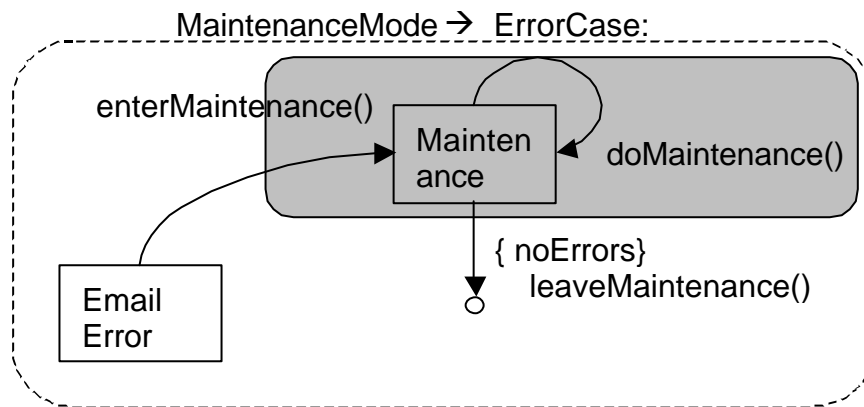 MaintenanceMode → ErrorCase:
enterMaintenance()
Mainten
ance
doMaintenance()
{ noErrors}
leaveMaintenance()
Email
Error